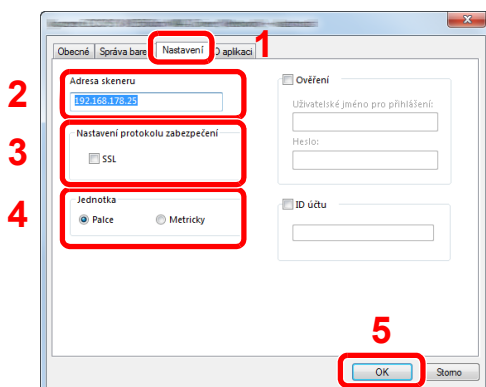 Obecné Správa bare Nastavení O aplikaci
1
2
Adresa skeneru
192.168.178.25
3
Nastavení protokolu zabezpečení
SSL
4
Jednotka
Palce Metricky
Ověření
Uživatelské jméno pro přihlášení:
Heslo:
ID účtu
5
OK Storno